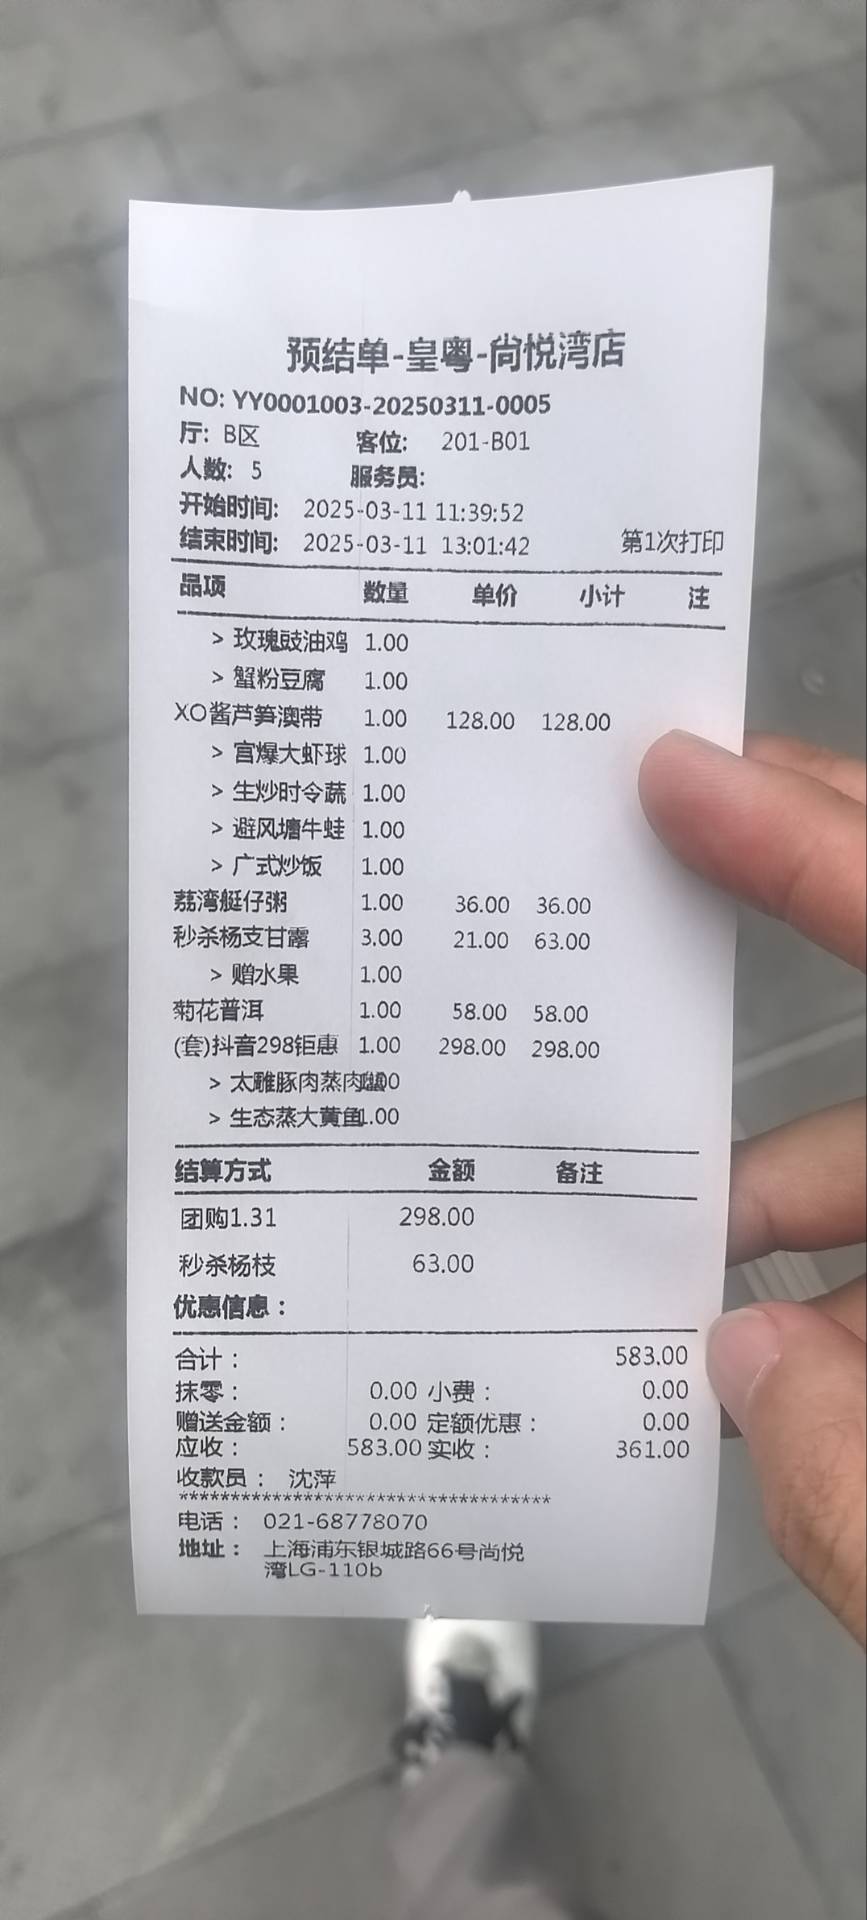 预结单-皇粤-尚悦湾店
NO: YY0001003-20250311-0005
厅: B区 客位: 201-B01
人数: 5 服务员:
开始时间: 2025-03-11 11:39:52
结束时间: 2025-03-11 13:01:42 第1次打印
品项 数量 单价 小计 注
> 玫瑰豉油鸡 1.00
> 蟹粉豆腐 1.00
XO酱芦笋澳带 1.00 128.00 128.00
> 宫爆大虾球 1.00
> 生炒时令蔬 1.00
> 避风塘牛蛙 1.00
> 广式炒饭 1.00
荔湾艇仔粥 1.00 36.00 36.00
秒杀杨支甘露 3.00 21.00 63.00
> 赠水果 1.00
菊花普洱 1.00 58.00 58.00
(套)抖音298钜惠 1.00 298.00 298.00
> 太雕豚肉蒸肉
> 生态蒸大黄鱼1.00
结算方式 金额 备注
团购1.31 298.00
秒杀杨枝 63.00
优惠信息：
合计： 583.00
抹零： 0.00 小费： 0.00
赠送金额： 0.00 定额优惠： 0.00
应收： 583.00 实收： 361.00
收款员： 沈萍
************************************
电话： 021-68778070
地址： 上海浦东银城路66号尚悦
湾LG-110b